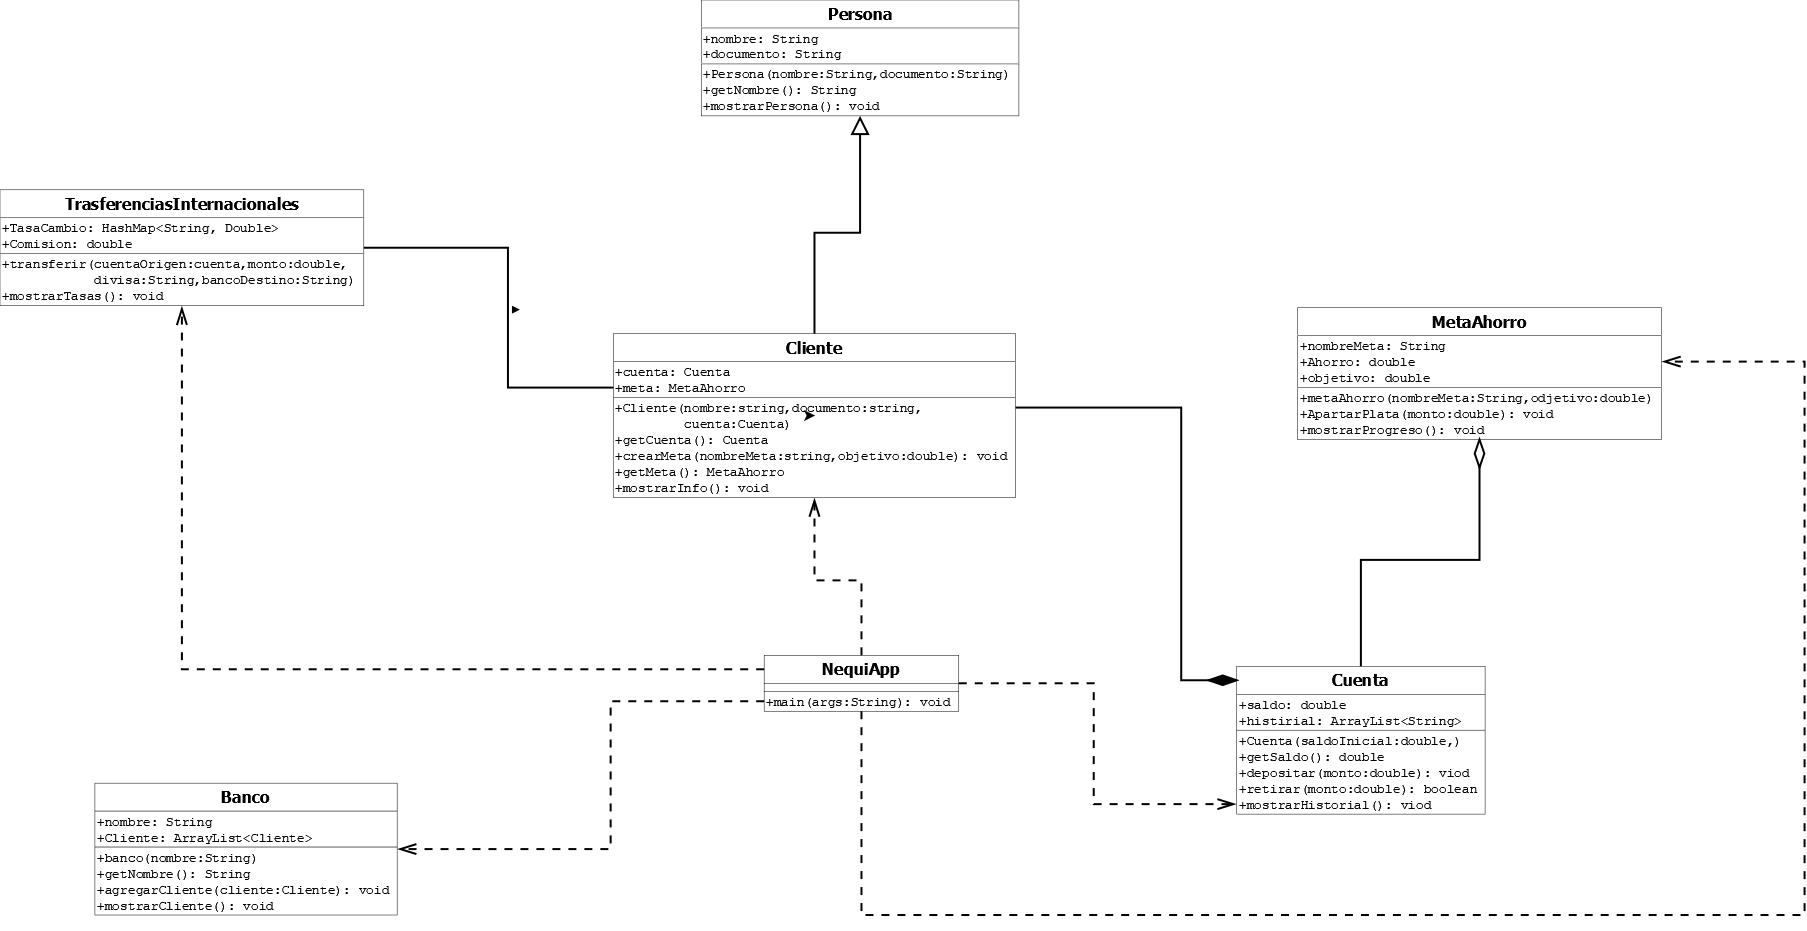 Persona
+nombre: String
+documento: String
+Persona(nombre:String,documento:String)
+getNombre(): String
+mostrarPersona(): void
TrasferenciasInternacionales
+TasaCambio: HashMap<String, Double>
+Comision: double
+transferir(cuentaOrigen:cuenta,monto:double,
divisa:String,bancoDestino:String)
+mostrarTasas(): void
Cliente
+cuenta: Cuenta
+meta: MetaAhorro
+Cliente(nombre:string,documento:string,
cuenta:Cuenta)
+getCuenta(): Cuenta
+crearMeta(nombreMeta:string,objetivo:double): void
+getMeta(): MetaAhorro
+mostrarInfo(): void
MetaAhorro
+nombreMeta: String
+Ahorro: double
+objetivo: double
+metaAhorro(nombreMeta:String,odjetivo:double)
+ApartarPlata(monto:double): void
+mostrarProgreso(): void
NequiApp
+main(args:String): void
Cuenta
+saldo: double
+histirial: ArrayList<String>
+Cuenta(saldoInicial:double,)
+getSaldo(): double
+depositar(monto:double): viod
+retirar(monto:double): boolean
+mostrarHistorial(): viod
Banco
+nombre: String
+Cliente: ArrayList<Cliente>
+banco(nombre:String)
+getNombre(): String
+agregarCliente(cliente:Cliente): void
+mostrarCliente(): void